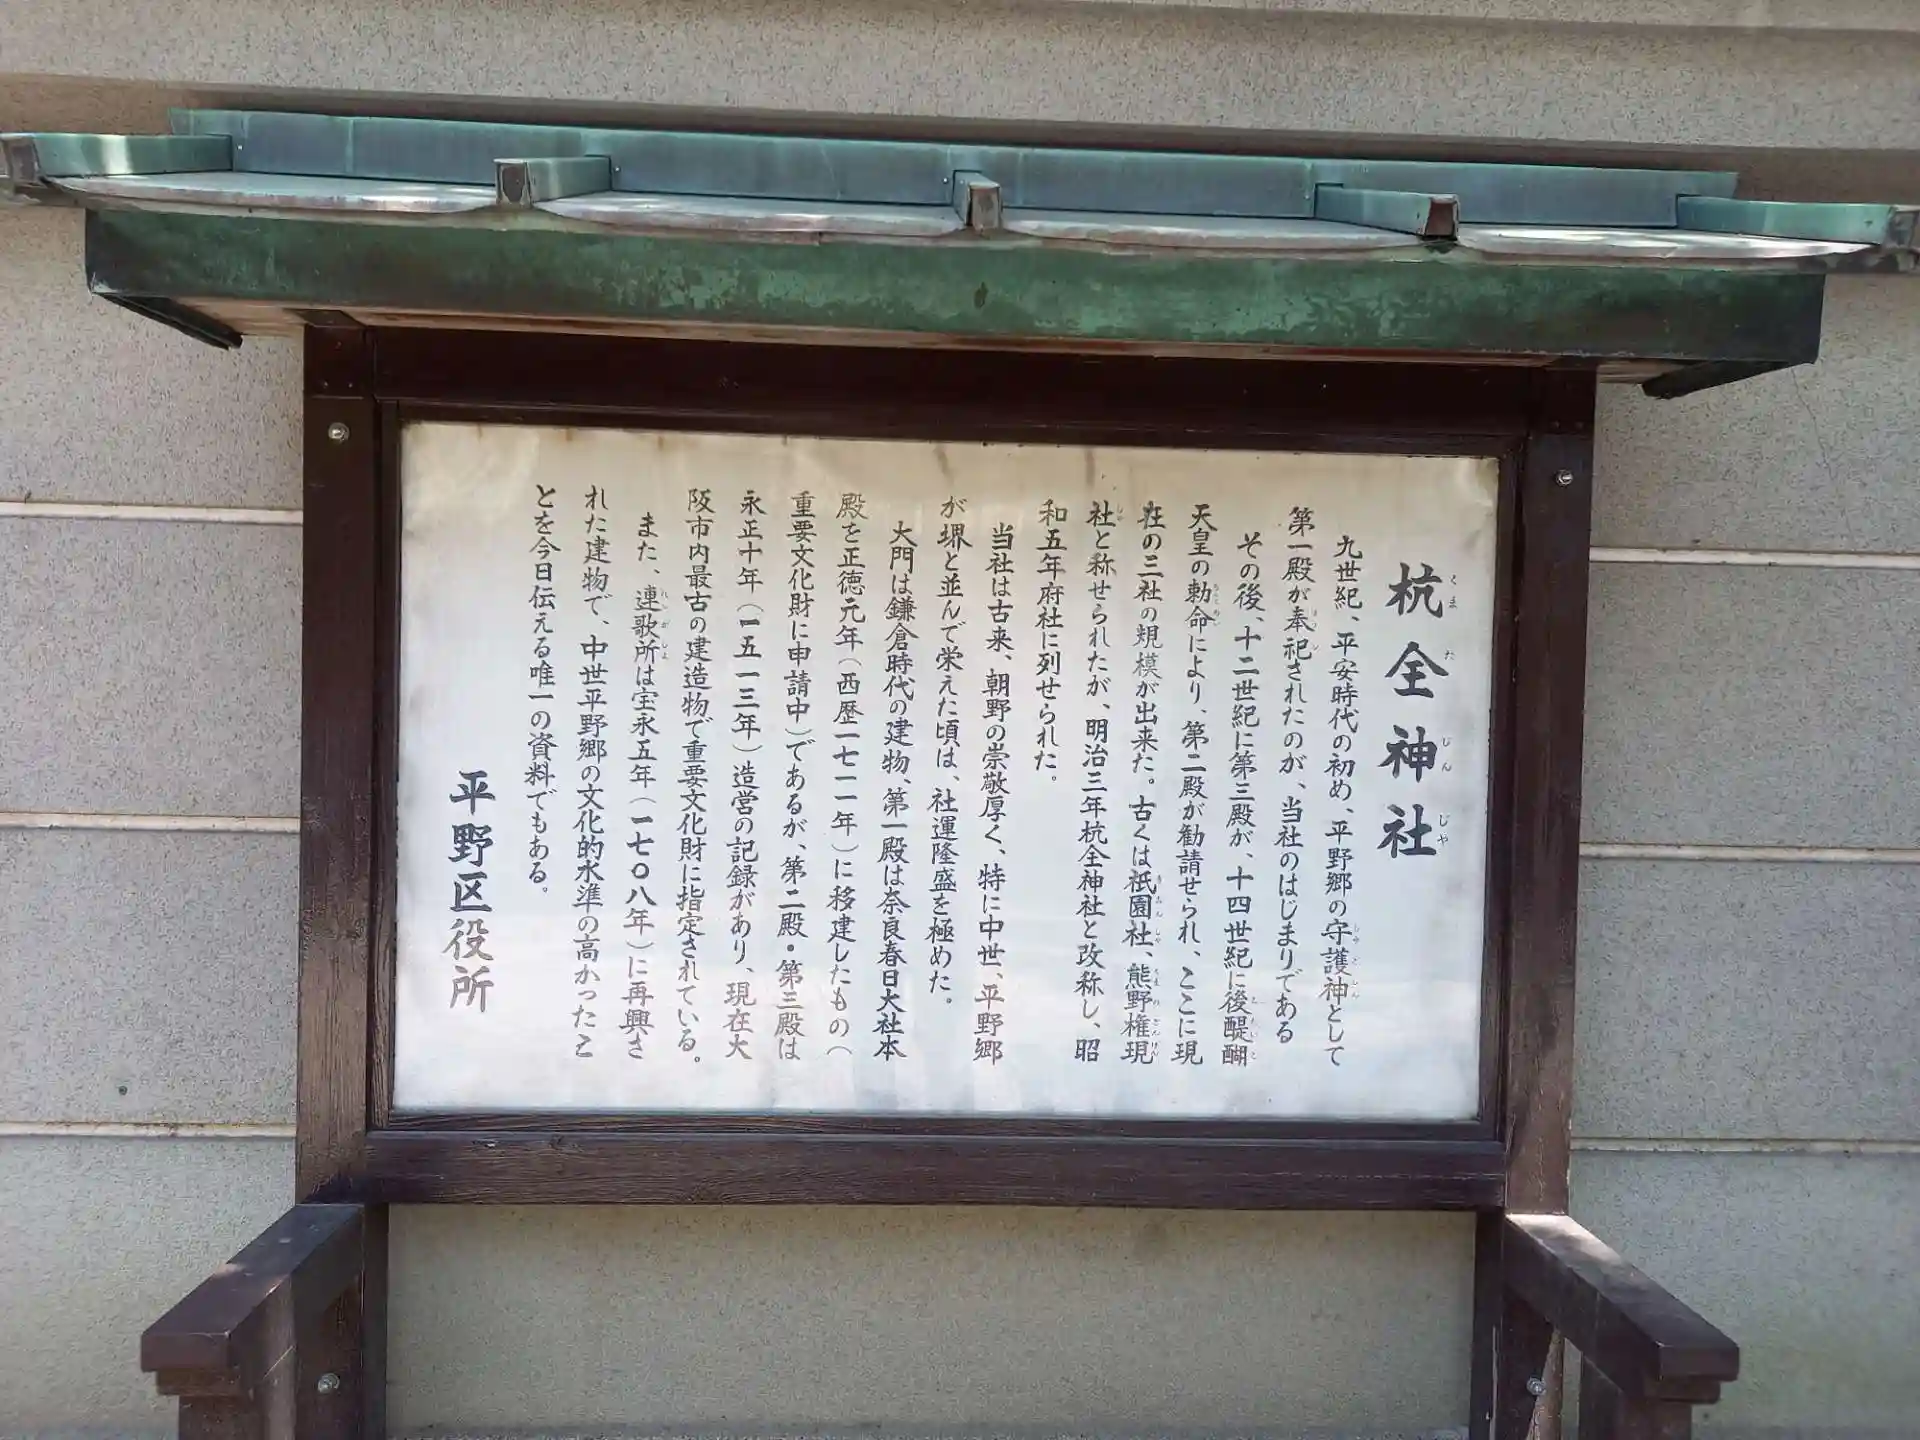 杭全神社
九世紀、平安時代の初め、平野郷の守護神として
第一殿が奉祀されたのが、当社のはじまりである
その後、十二世紀に第三殿が、十四世紀に後醍醐
天皇の勅命により、第二殿が勧請せられ、ここに現
在の三社の規模が出来た。古くは祇園社、熊野権現
社と称せられたが、明治三年杭全神社と改称し、昭
和五年府社に列せられた。
当社は古来、朝野の崇敬厚く、特に中世、平野郷
が堺と並んで栄えた頃は、社運隆盛を極めた。
大門は鎌倉時代の建物、第一殿は奈良春日大社本
殿を正徳元年(西歴一七一一年)に移建したもの(
重要文化財に申請中)であるが、第二殿・第三殿は
永正十年(一五一三年)造営の記録があり、現在大
阪市内最古の建造物で重要文化財に指定されている。
また、連歌所は宝永五年(一七〇八年)に再興さ
れた建物で、中世平野郷の文化的水準の高かったこ
とを今日伝える唯一の資料でもある。
平野区役所